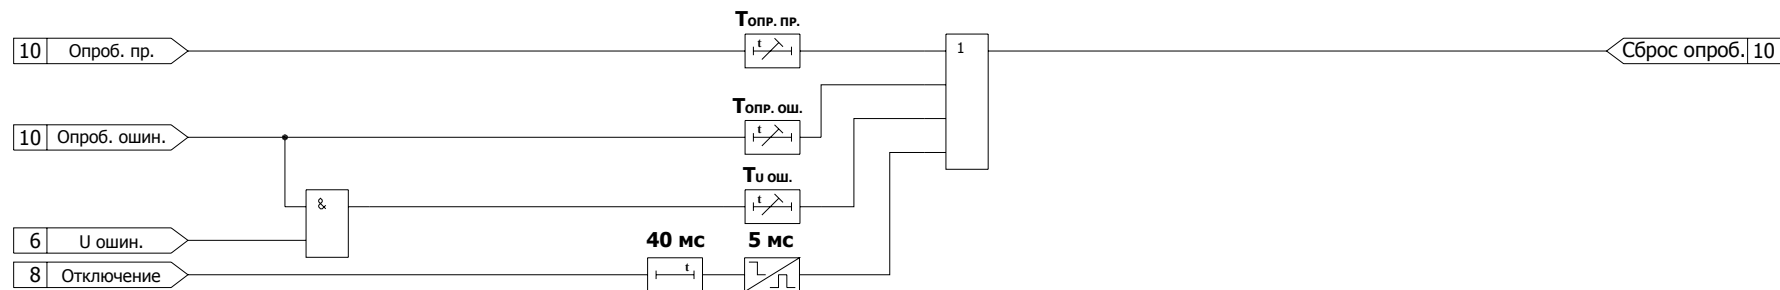 Tопр. пр.
10 Опроб. пр.
t
1
Сброс опроб. 10
Tопр. ош.
10 Опроб. ошин.
t
TU ош.
&
t
6 U ошин.
40 мс 5 мс
8 Отключение
t